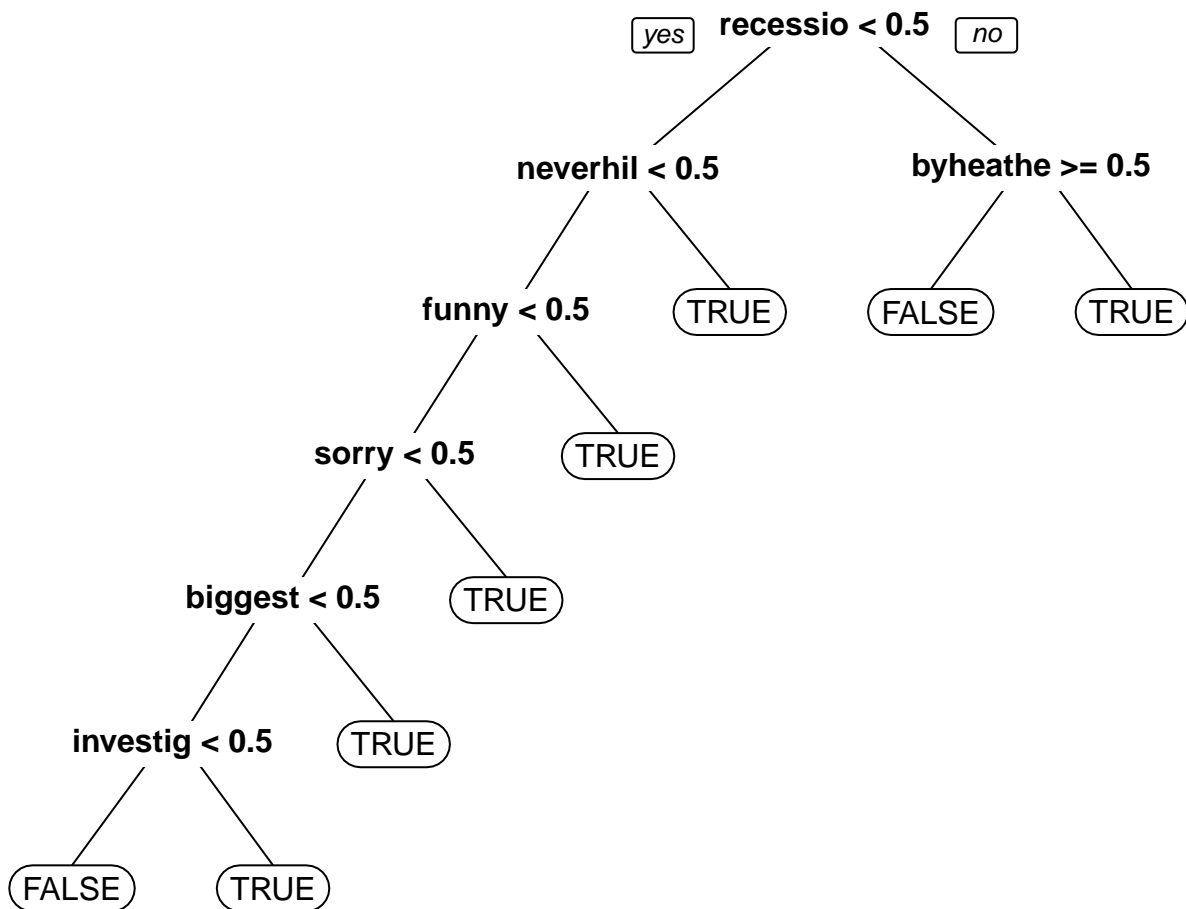 yes recessio < 0.5 no
neverhil < 0.5 byheathe >= 0.5
funny < 0.5 TRUE FALSE TRUE
sorry < 0.5 TRUE
biggest < 0.5 TRUE
investig < 0.5 TRUE
FALSE TRUE